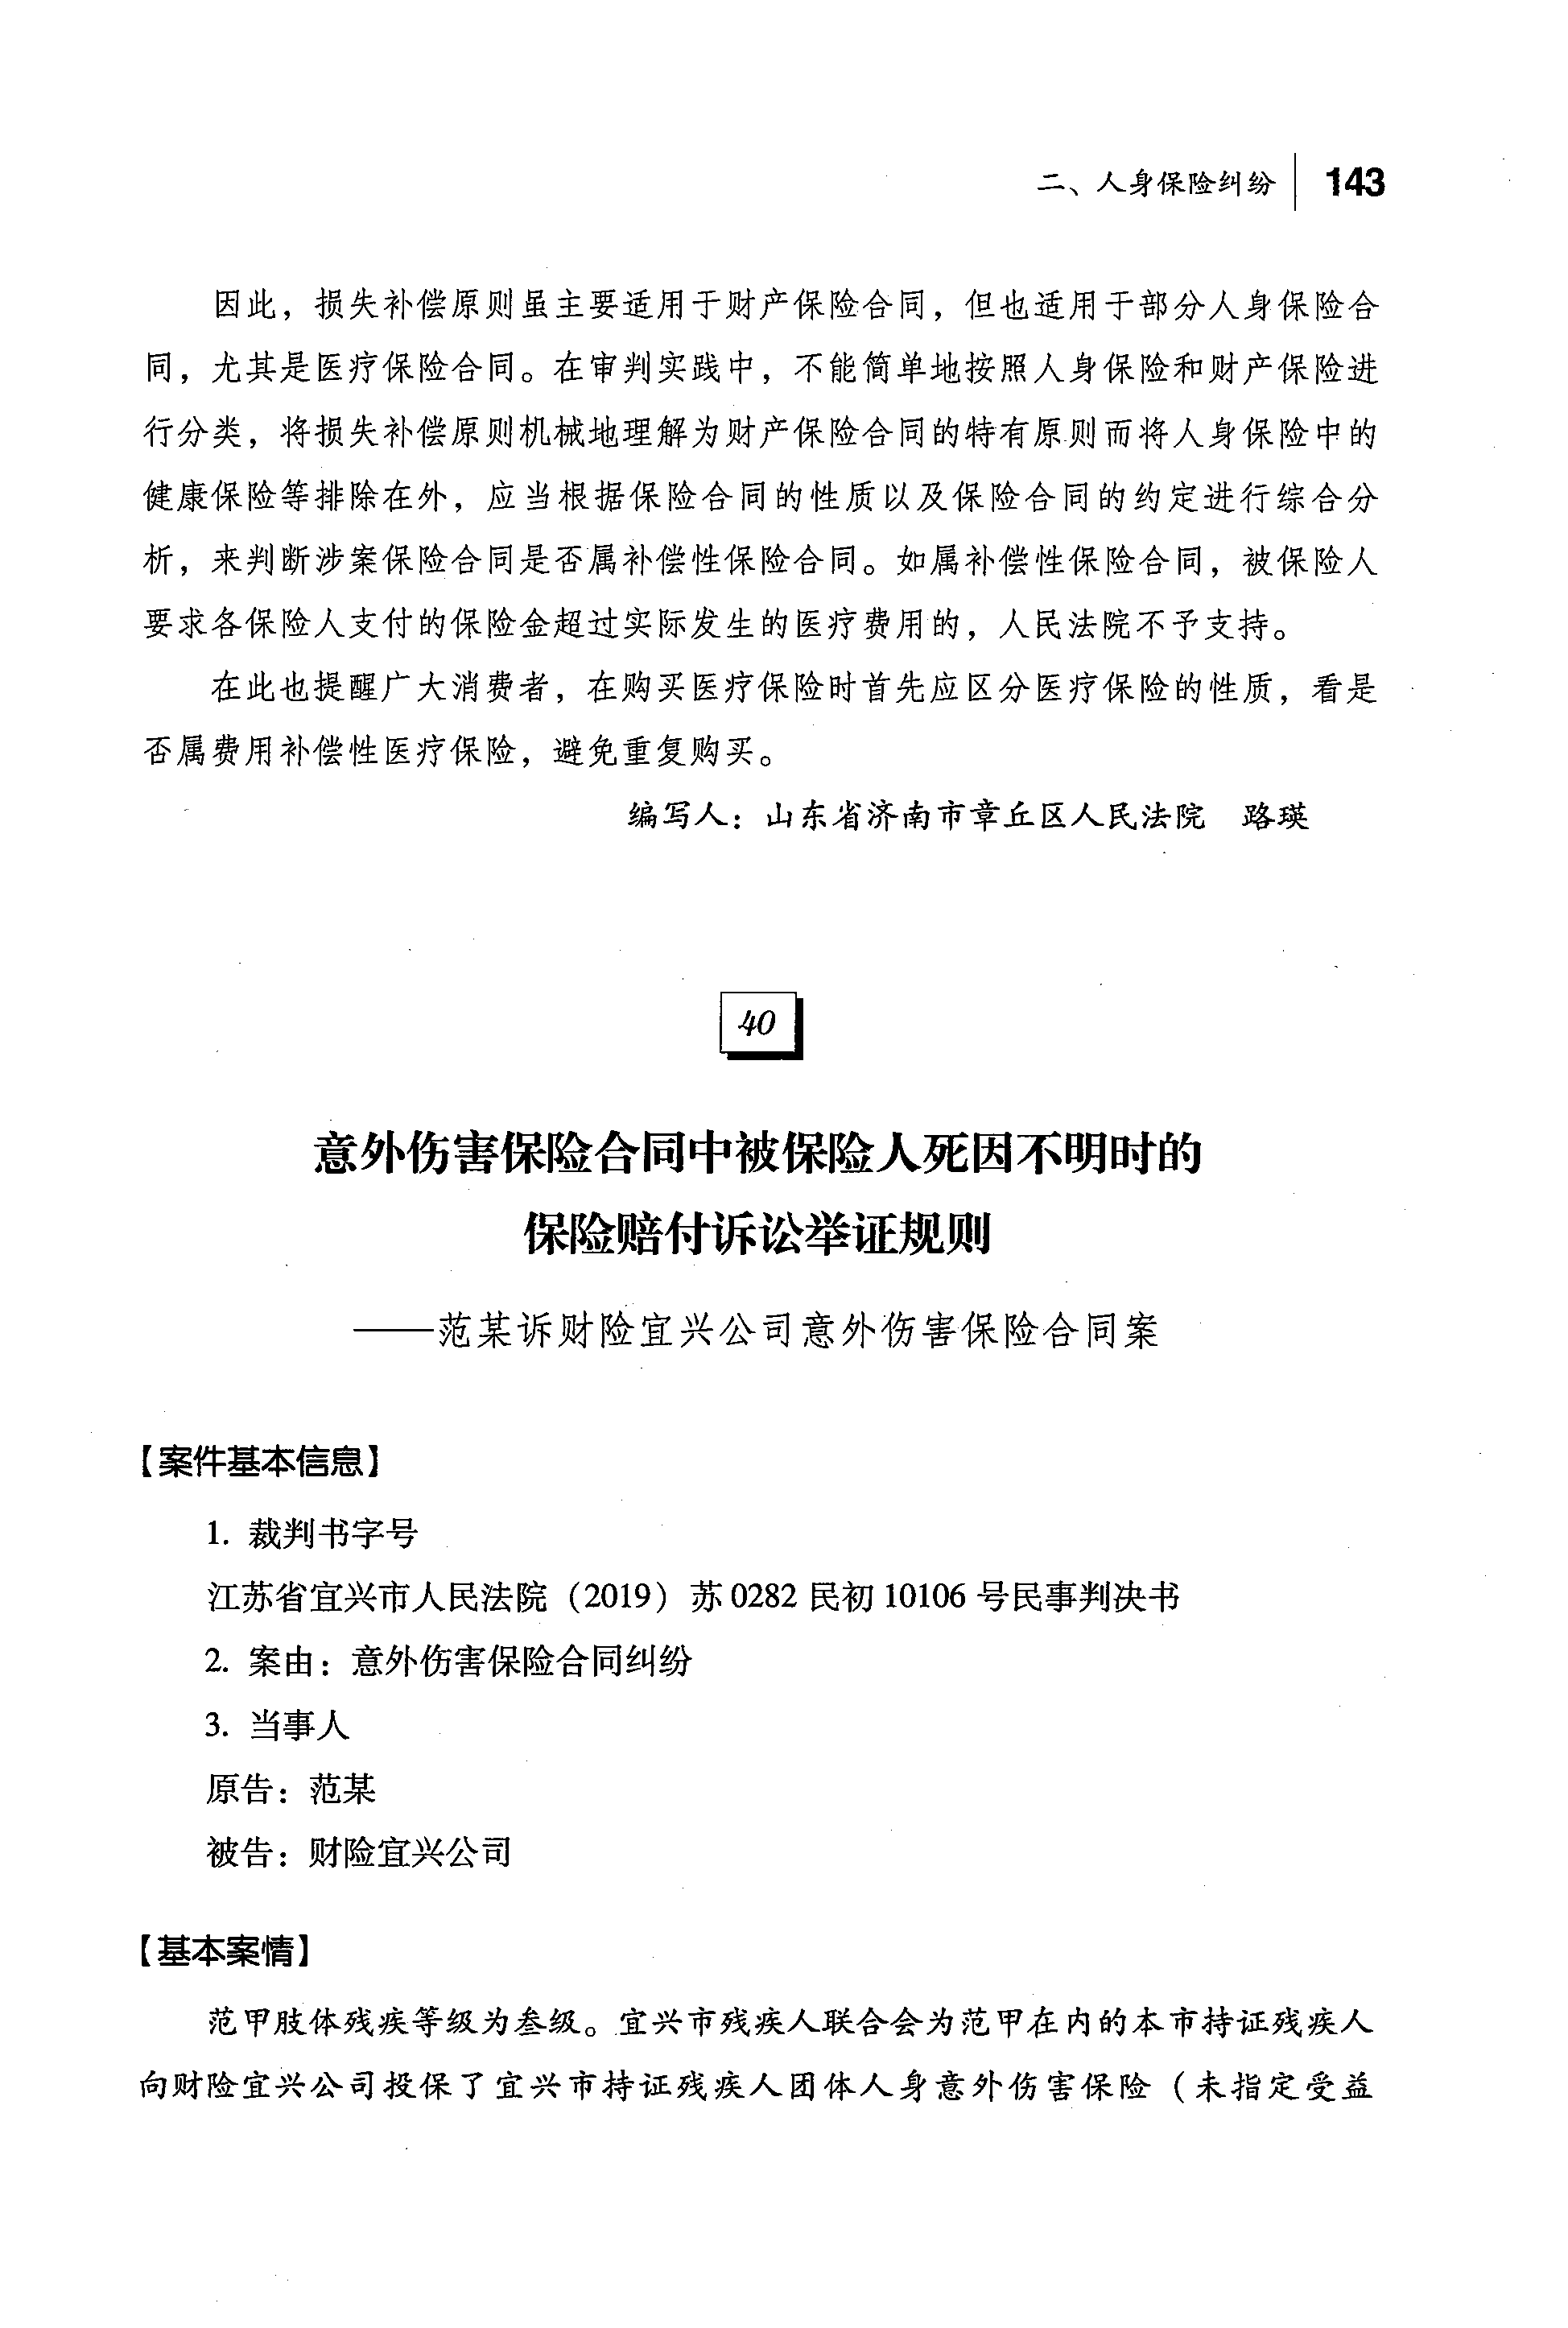 二、人身保险纠纷 143
因此，损失补偿原则虽主要适用于财产保险合同，但也适用于部分人身保险合
同，尤其是医疗保险合同。在审判实践中，不能简单地按照人身保险和财产保险进
行分类，将损失补偿原则机械地理解为财产保险合同的特有原则而将人身保险中的
健康保险等排除在外，应当根据保险合同的性质以及保险合同的约定进行综合分
析，来判断涉案保险合同是否属补偿性保险合同。如属补偿性保险合同，被保险人
要求各保险人支付的保险金超过实际发生的医疗费用的，人民法院不予支持。
在此也提醒广大消费者，在购买医疗保险时首先应区分医疗保险的性质，看是
否属费用补偿性医疗保险，避免重复购买。
编写人：山东省济南市章丘区人民法院 路瑛
40
意外伤害保险合同中被保险人死因不明时的
保险赔付诉讼举证规则
——范某诉财险宜兴公司意外伤害保险合同案
【案件基本信息】
1. 裁判书字号
江苏省宜兴市人民法院（2019）苏 0282 民初 10106 号民事判决书
2. 案由：意外伤害保险合同纠纷
3. 当事人
原告：范某
被告：财险宜兴公司
【基本案情】
范甲肢体残疾等级为叁级。宜兴市残疾人联合会为范甲在内的本市持证残疾人
向财险宜兴公司投保了宜兴市持证残疾人团体人身意外伤害保险（未指定受益